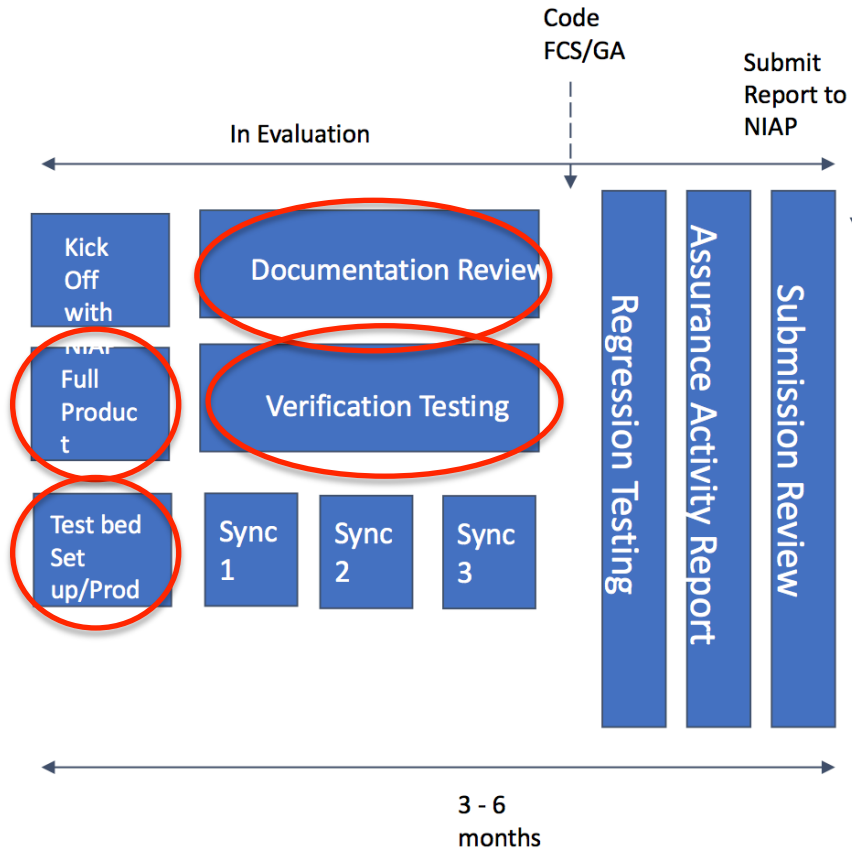 Code
FCS/GA
Submit
Report to
NIAP
In Evaluation
Kick
Off
with
NIAP
Documentation Review
Full
Produc
t
Verification Testing
Test bed
Set
up/Prod
Sync
1
Sync
2
Sync
3
Regression Testing
Assurance Activity Report
Submission Review
3 - 6
months